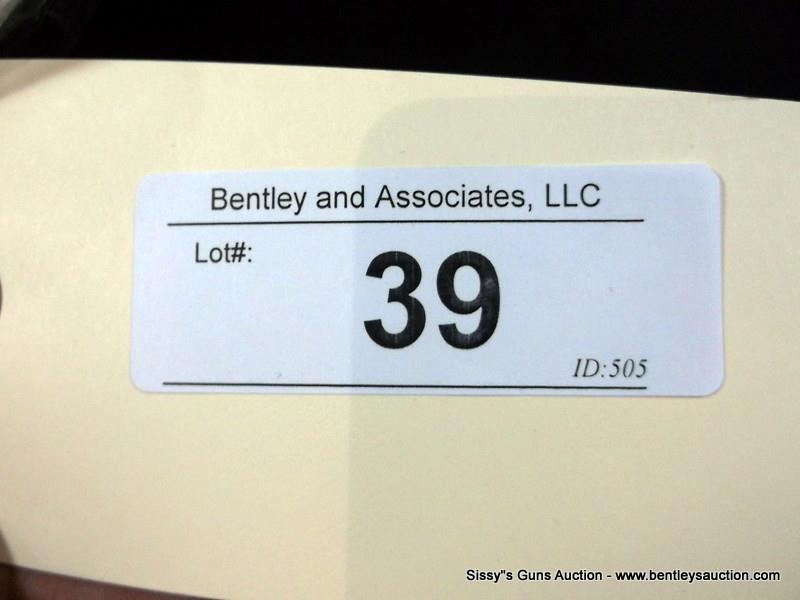 Bentley and Associates, LLC
Lot#:
39
ID:505
Sissy"s Guns Auction - www.bentleysauction.com